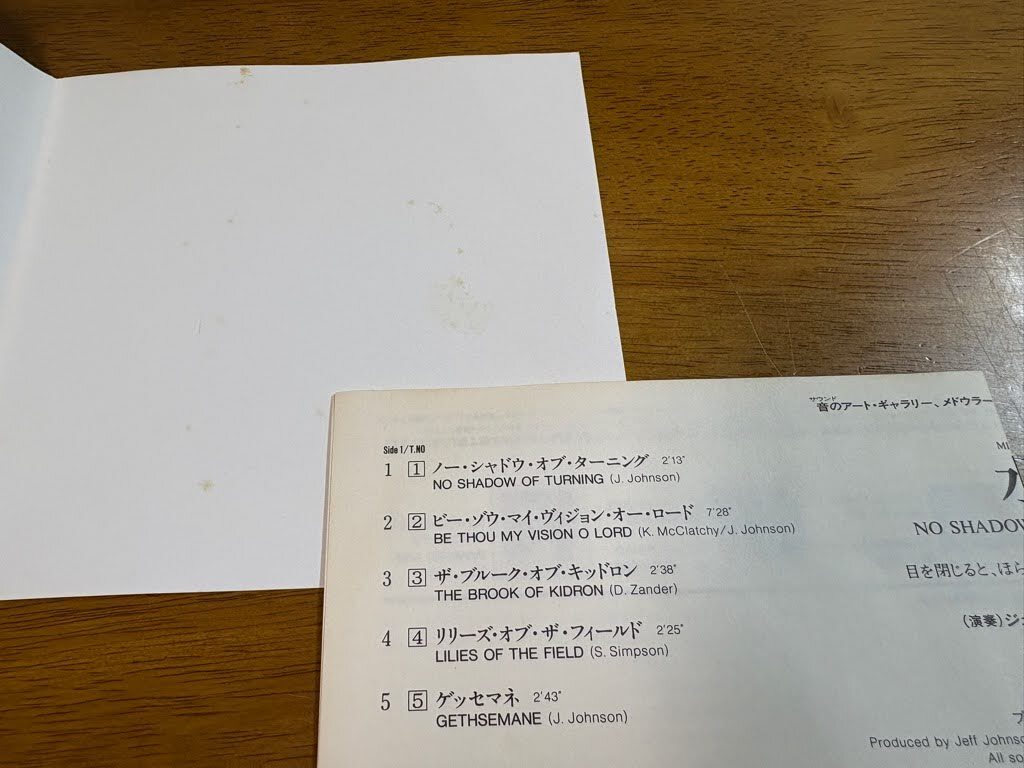 サウンド
音のアート・ギャラリー、メドウラー
Side 1/T.NO
1 1 ノー・シャドウ・オブ・ターニング 2'13"
NO SHADOW OF TURNING (J. Johnson)
2 2 ビー・ゾウ・マイ・ヴィジョン・オー・ロード 7'28"
BE THOU MY VISION O LORD (K. McClatchy/J. Johnson)
3 3 ザ・ブルーク・オブ・キッドロン 2'38"
THE BROOK OF KIDRON (D. Zander)
4 4 リリーズ・オブ・ザ・フィールド 2'25"
LILIES OF THE FIELD (S. Simpson)
5 5 ゲッセマネ 2'43"
GETHSEMANE (J. Johnson)
NO SHADOW
目を閉じると、ほら
(演奏)ジェ
Produced by Jeff Johnso
All so